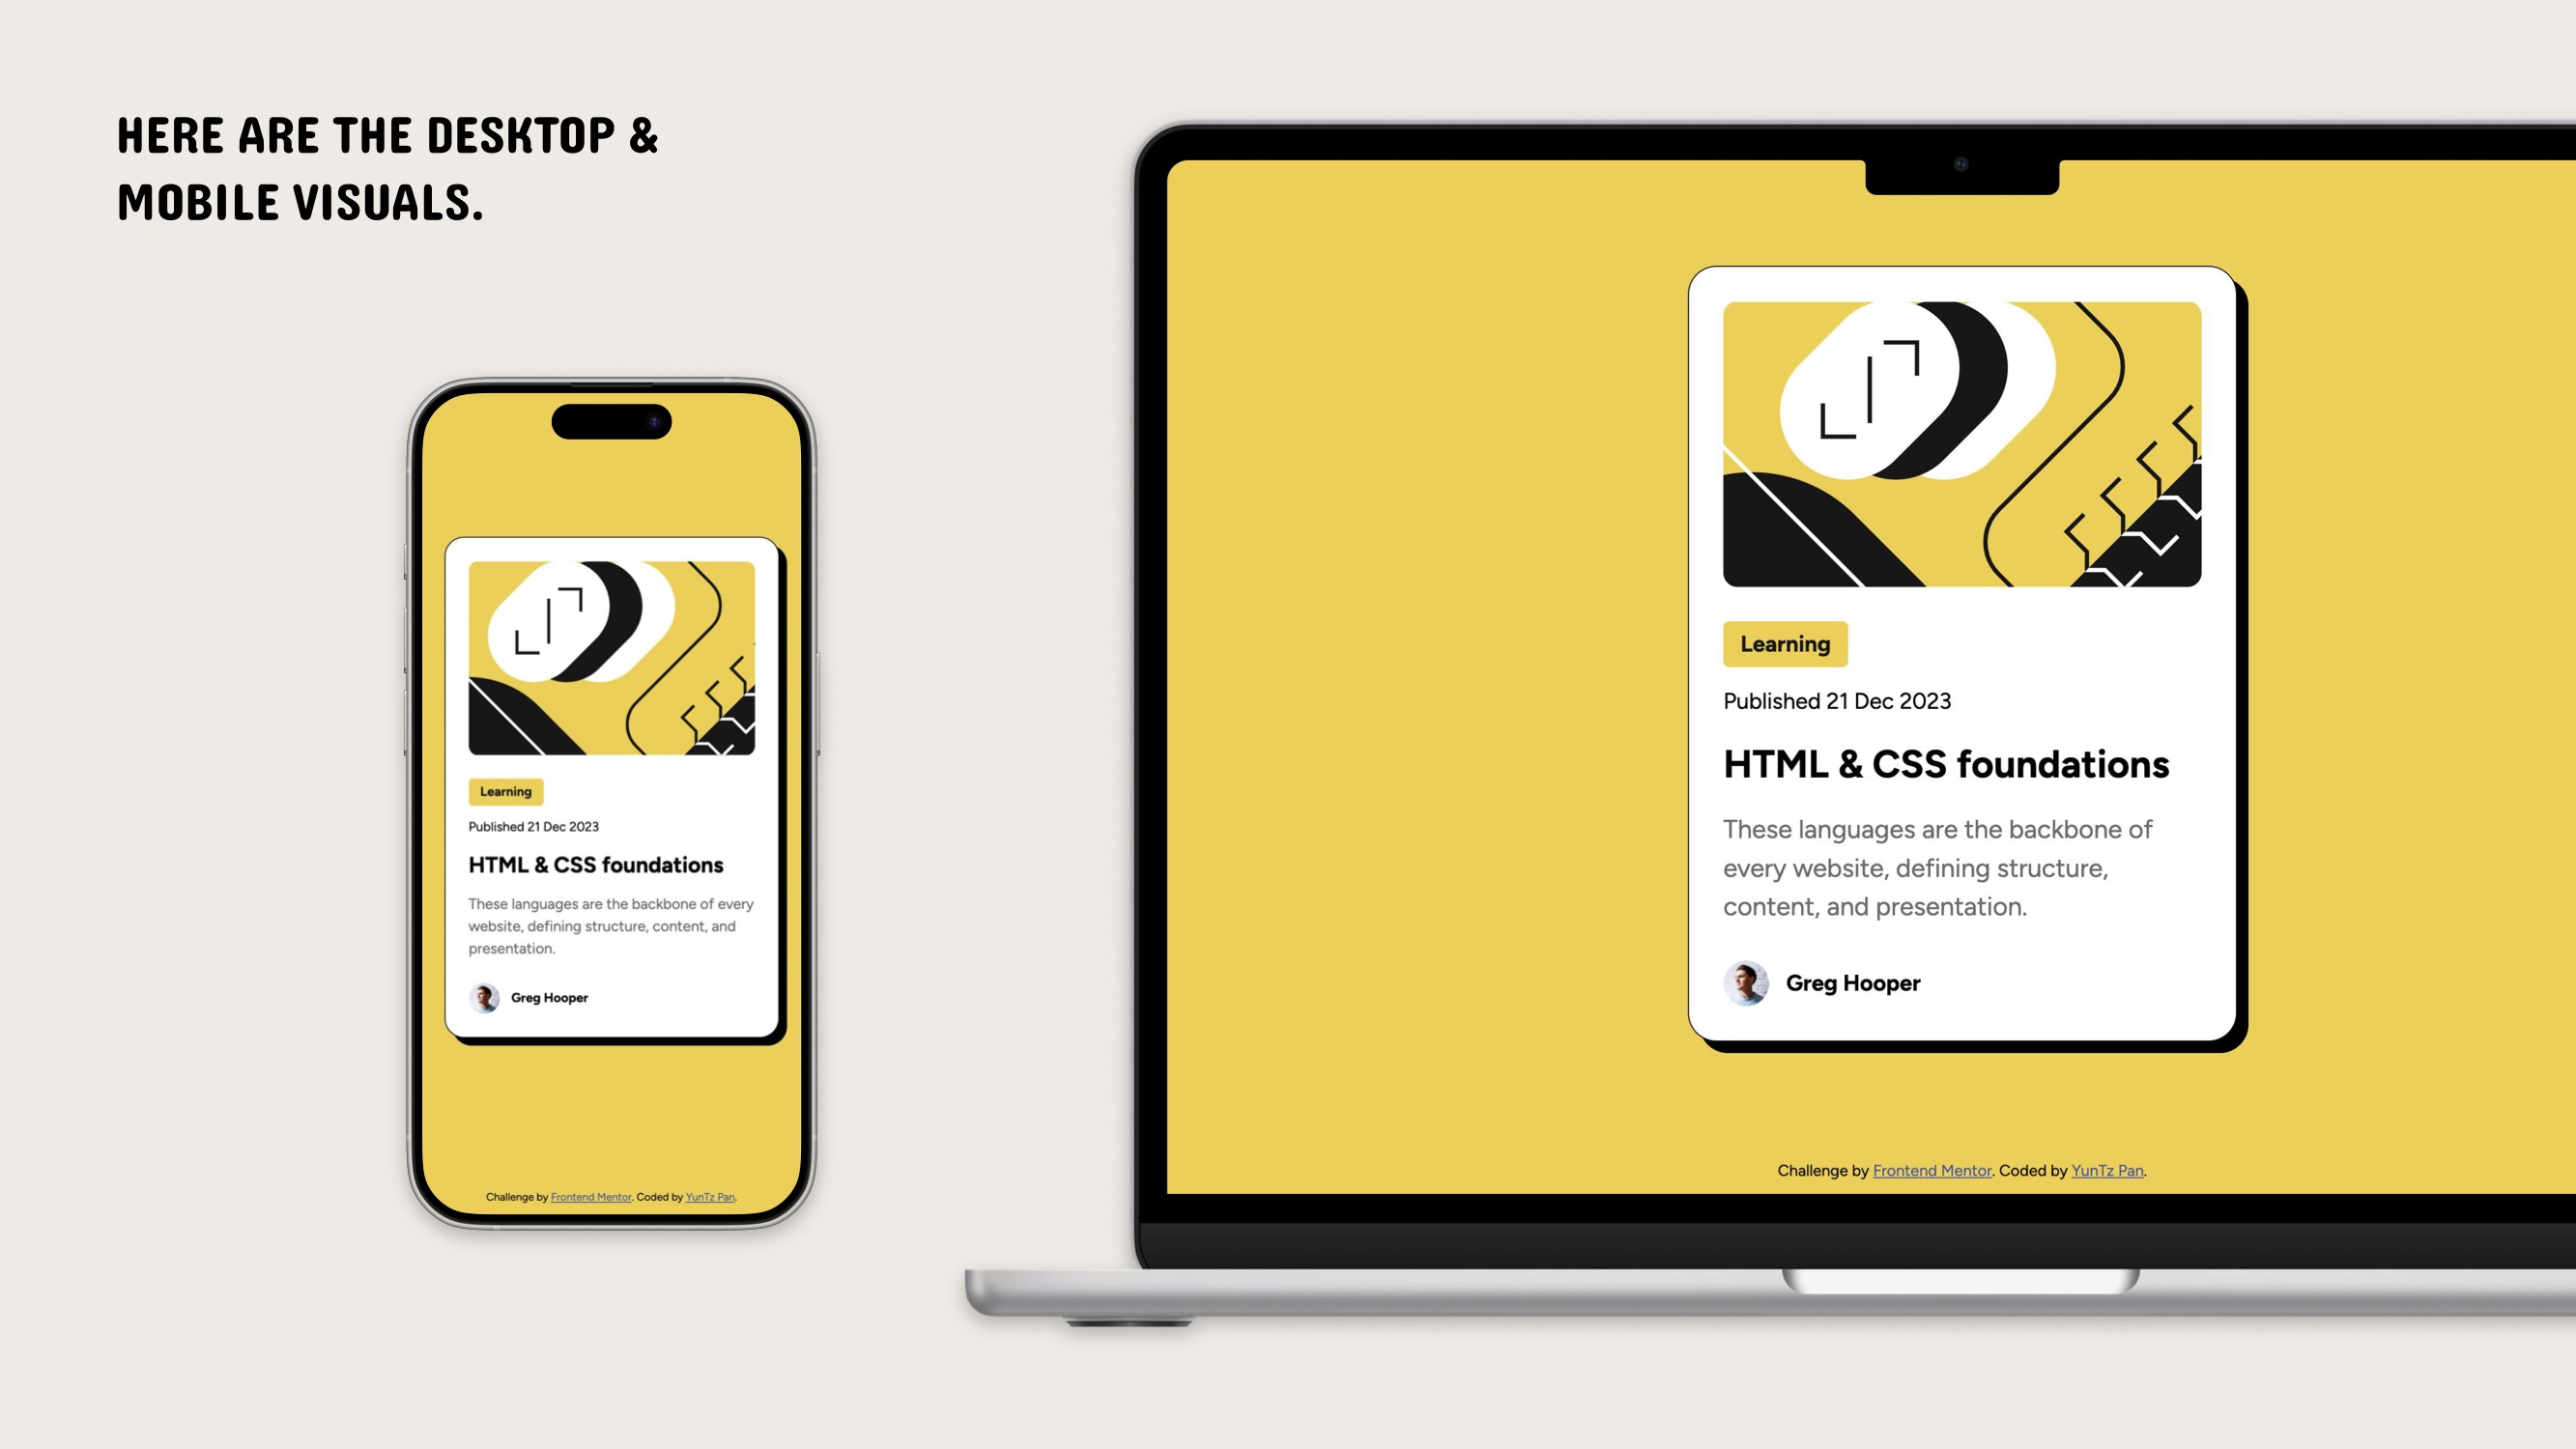 HERE ARE THE DESKTOP &
MOBILE VISUALS.
Learning
Published 21 Dec 2023
HTML & CSS foundations
These languages are the backbone of every
website, defining structure, content, and
presentation.
Greg Hooper
Challenge by Frontend Mentor. Coded by YunTz Pan.
Learning
Published 21 Dec 2023
HTML & CSS foundations
These languages are the backbone of
every website, defining structure,
content, and presentation.
Greg Hooper
Challenge by Frontend Mentor. Coded by YunTz Pan.